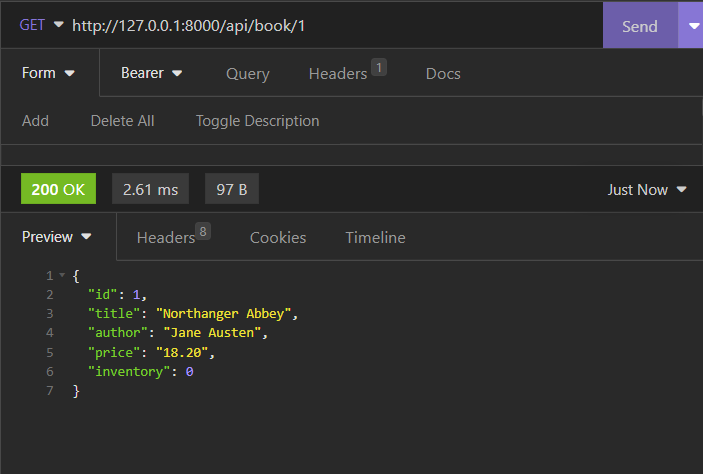 GET http://127.0.0.1:8000/api/book/1 Send
Form Bearer Query Headers 1 Docs
Add Delete All Toggle Description
200 OK 2.61 ms 97 B Just Now
Preview Headers 8 Cookies Timeline
1 {
2 "id": 1,
3 "title": "Northanger Abbey",
4 "author": "Jane Austen",
5 "price": "18.20",
6 "inventory": 0
7 }